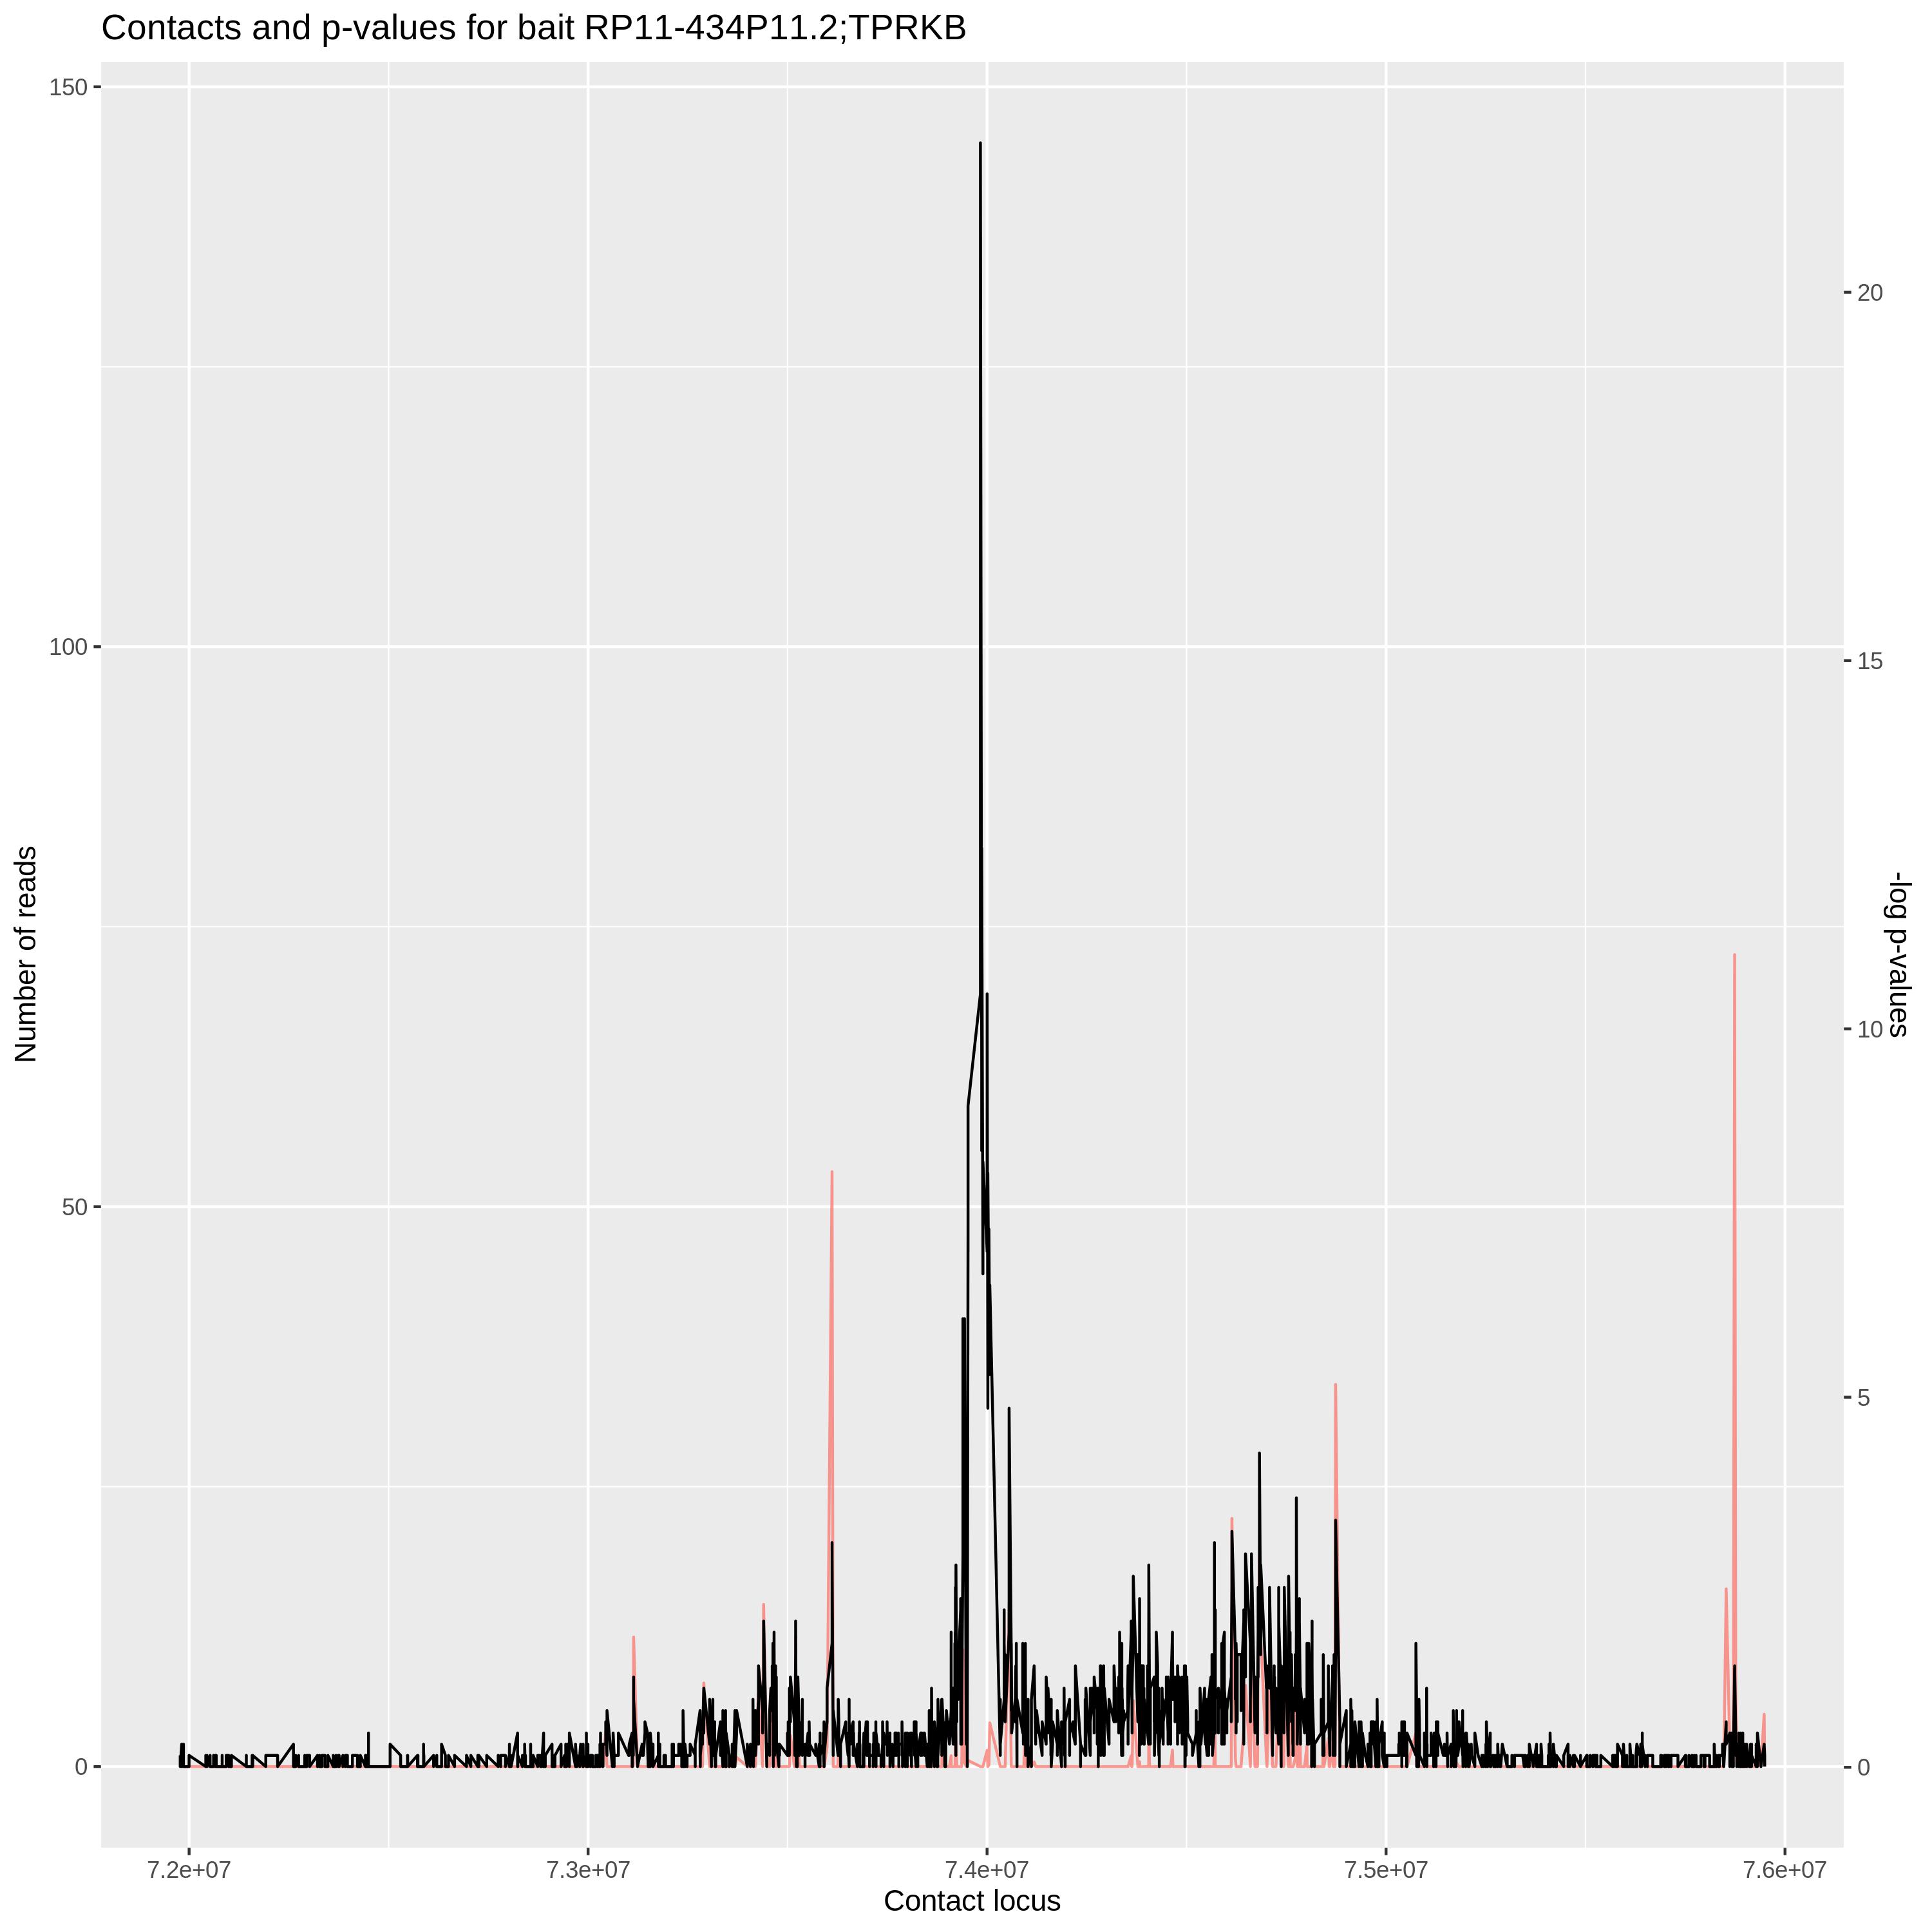 Contacts and p-values for bait RP11-434P11.2;TPRKB
150
100
50
0
Number of reads
20
15
10
5
0
-log p-values
7.2e+07
7.3e+07
7.4e+07
7.5e+07
7.6e+07
Contact locus